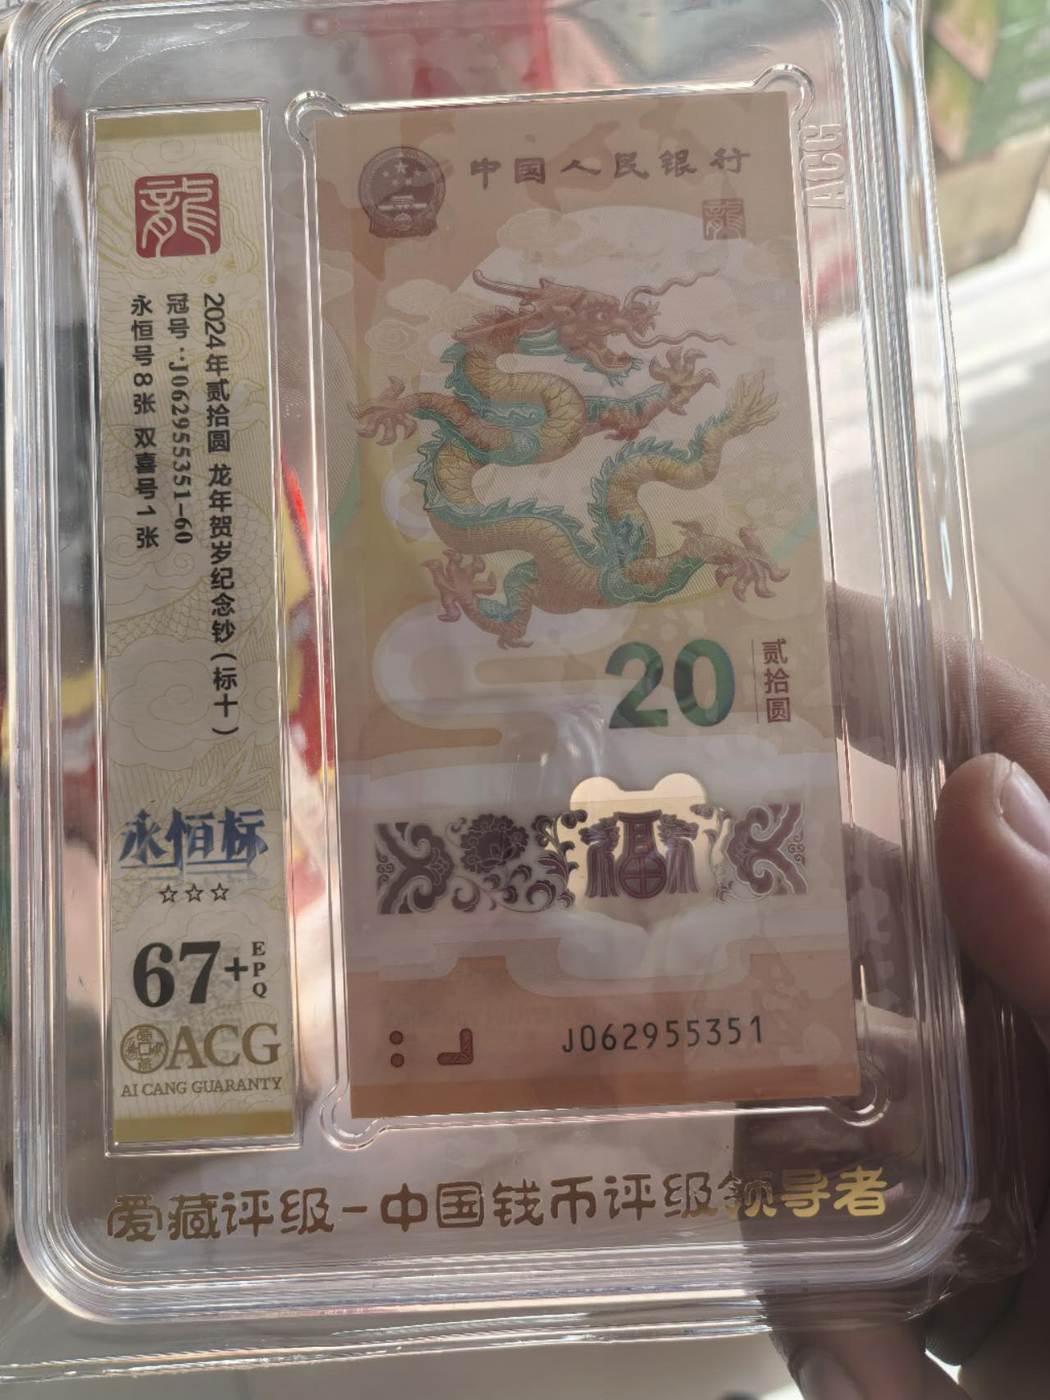 中国人民银行
龍
龍
2024年贰拾圆 龙年贺岁纪念钞(标十)
冠号:J062955351-60
永恒号8张 双喜号1张
永恒标
☆☆☆
67+
EPQ
ACG
AI CANG GUARANTY
20
贰拾圆
福
J062955351
ACG
爱藏评级-中国钱币评级领导者